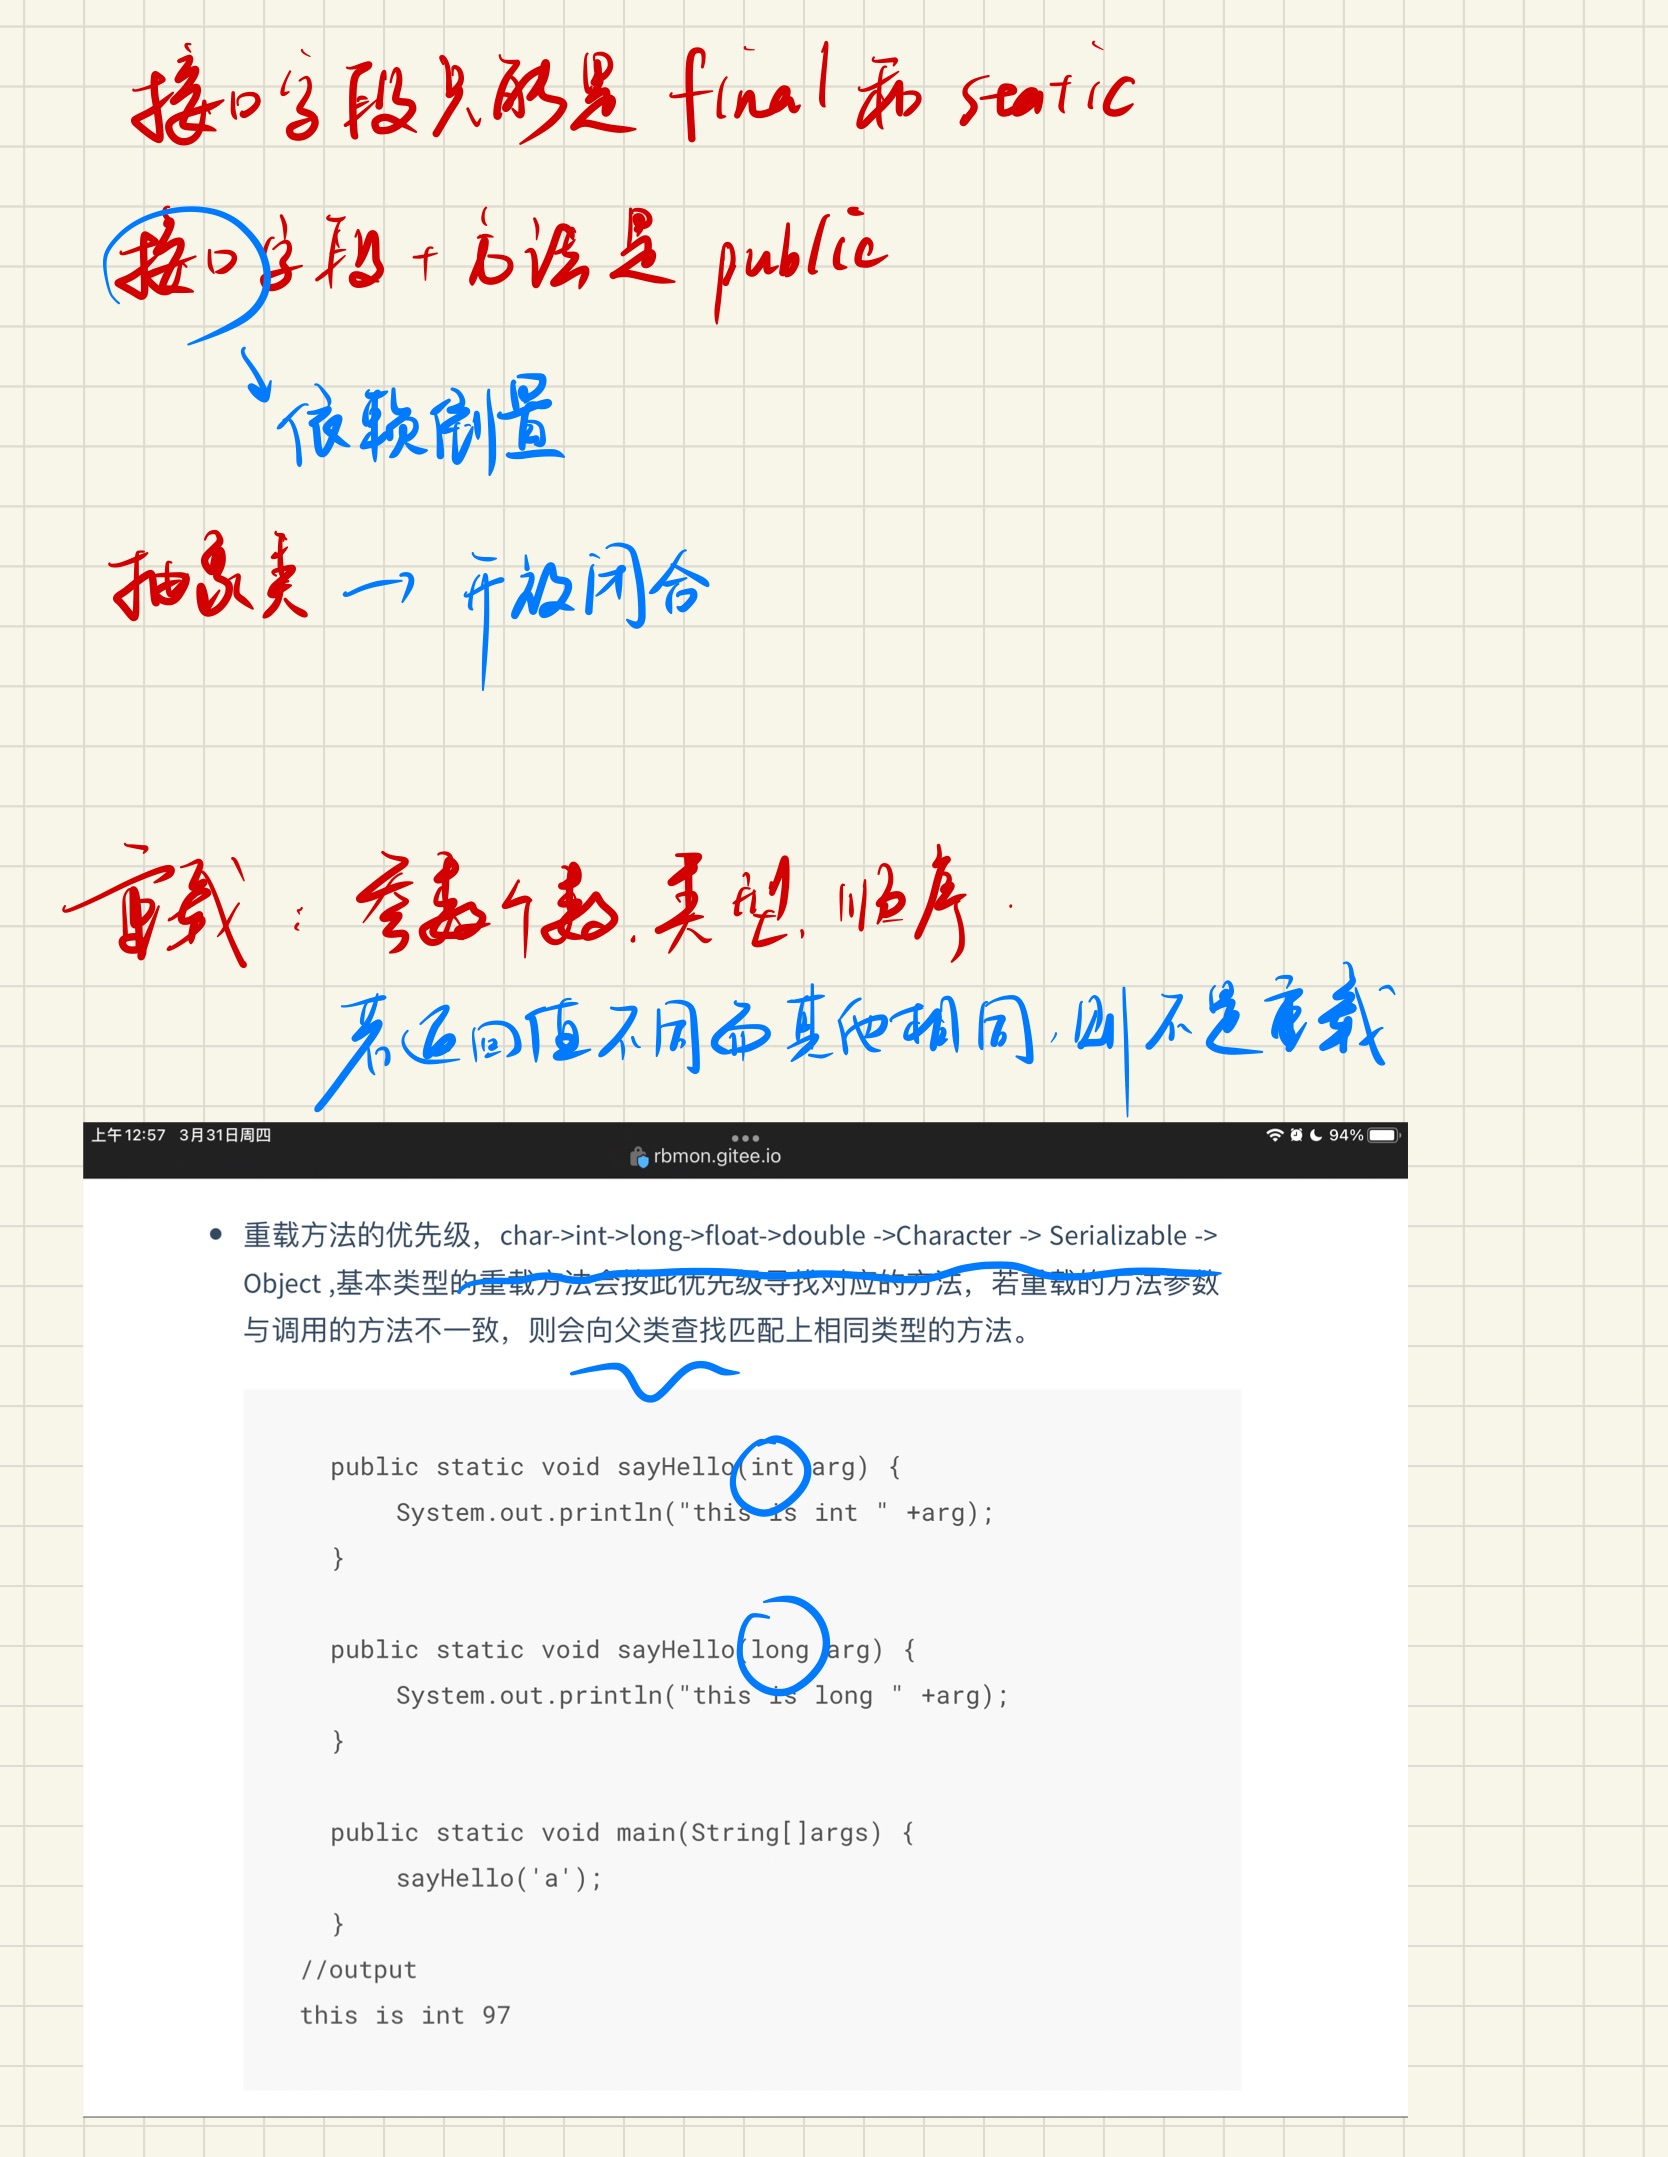 接口字段只能是 final 和 static
接口字段 + 方法是 public
依赖倒置
抽象类 → 开放闭合
重载：参数个数、类型、顺序.
若返回值不同而其他相同，则不是重载
上午12:57 3月31日周四
94%
rbmon.gitee.io
• 重载方法的优先级，char->int->long->float->double ->Character -> Serializable ->
Object ,基本类型的重载方法会按此优先级寻找对应的方法，若重载的方法参数
与调用的方法不一致，则会向父类查找匹配上相同类型的方法。
public static void sayHello(int arg) {
System.out.println("this is int " +arg);
}
public static void sayHello(long arg) {
System.out.println("this is long " +arg);
}
public static void main(String[]args) {
sayHello('a');
}
//output
this is int 97